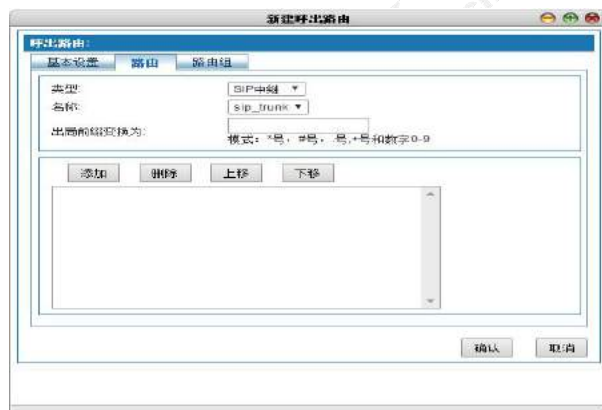 新建呼出路由
呼出路由:
基本设置 路由 路由组
类型: SIP中继
名称: sip_trunk
出局前缀变换为:
模式: *号, #号, .号,+号和数字0-9
添加 删除 上移 下移
确认 取消